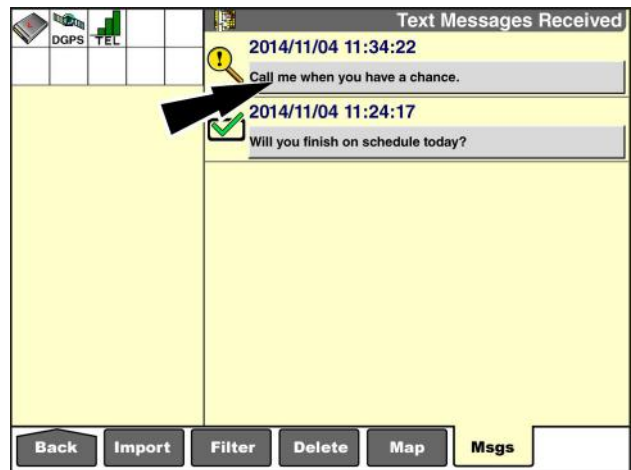 DGPS
TEL
Text Messages Received
2014/11/04 11:34:22
Call me when you have a chance.
2014/11/04 11:24:17
Will you finish on schedule today?
Back
Import
Filter
Delete
Map
Msgs